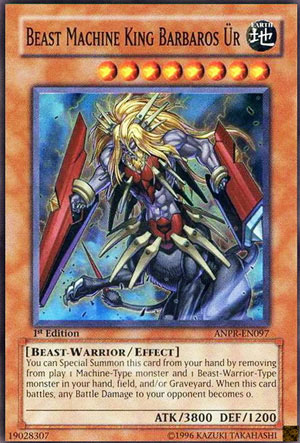 BEAST MACHINE KING BARBAROS ÜR
EARTH
地
1st Edition
ANPR-EN097
[BEAST-WARRIOR/EFFECT]
You can Special Summon this card from your hand by removing
from play 1 Machine-Type monster and 1 Beast-Warrior-Type
monster in your hand, field, and/or Graveyard. When this card
battles, any Battle Damage to your opponent becomes 0.
ATK/3800 DEF/1200
19028307
©1996 KAZUKI TAKAHASHI